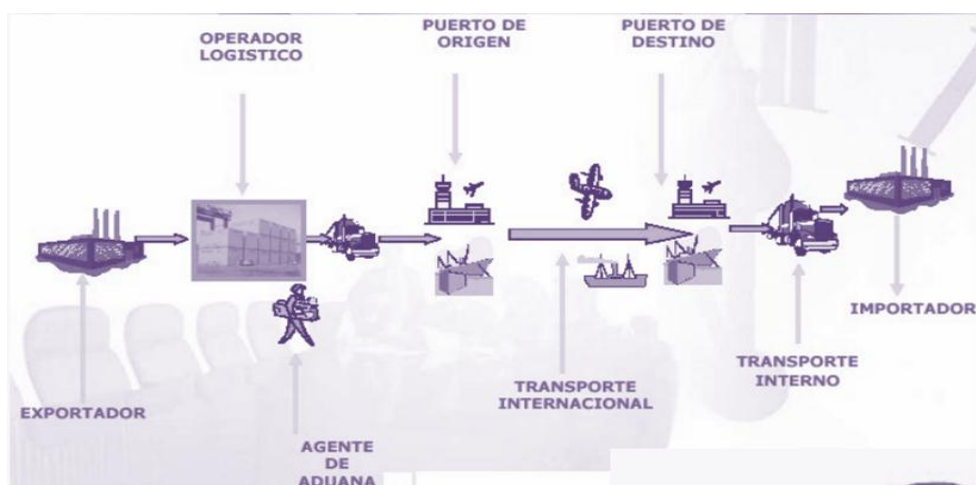 OPERADOR
LOGISTICO
PUERTO DE
ORIGEN
PUERTO DE
DESTINO
IMPORTADOR
TRANSPORTE
INTERNO
TRANSPORTE
INTERNACIONAL
EXPORTADOR
AGENTE
DE
ADUANA